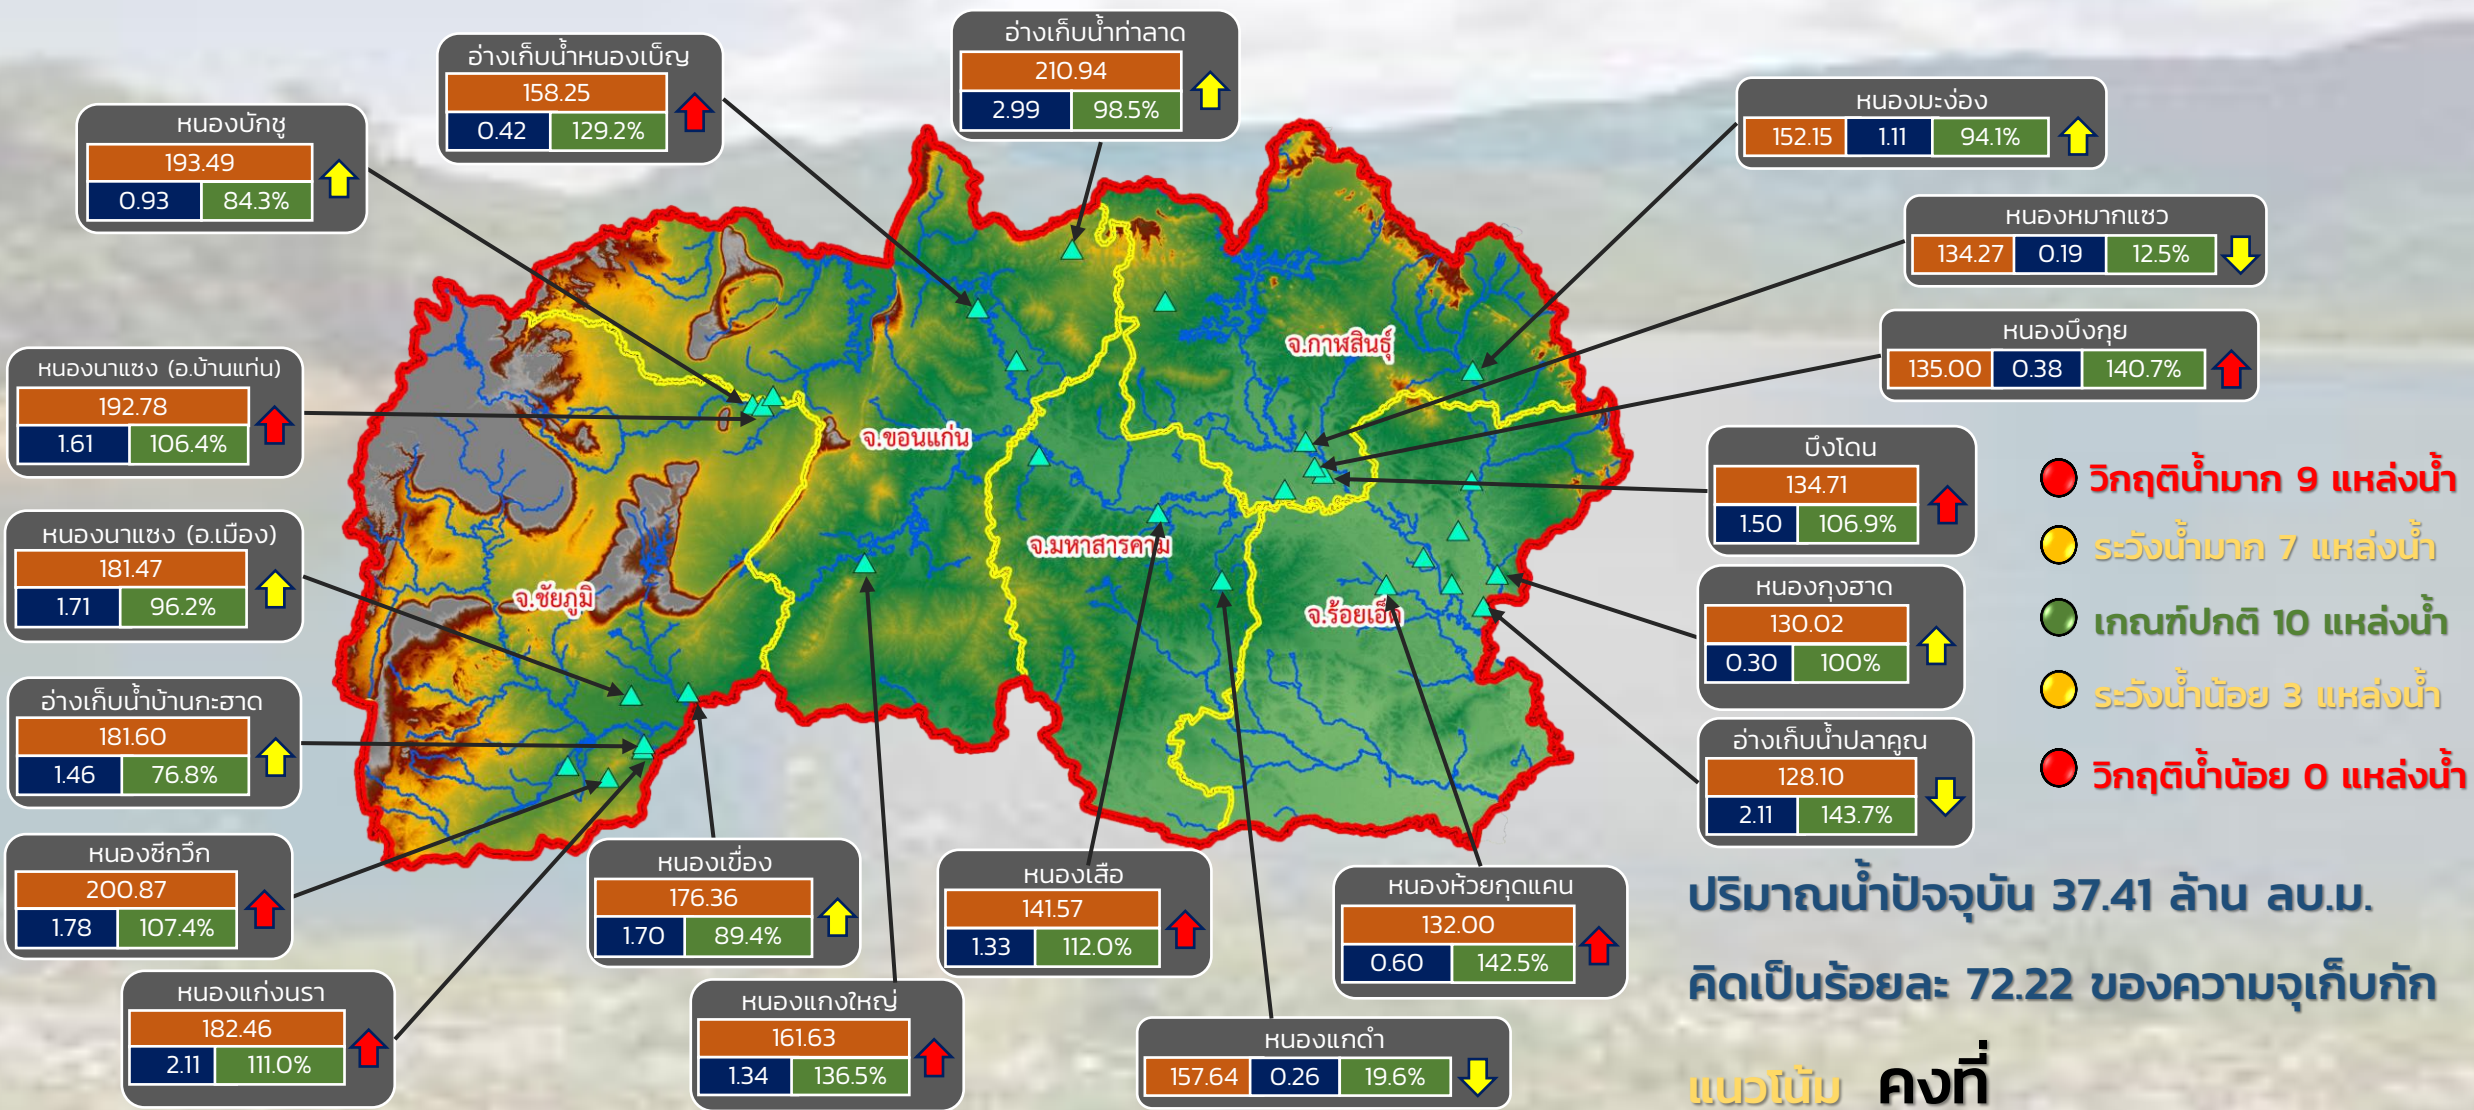 อ่างเก็บน้ำท่าลาด
210.94
2.99 98.5%
อ่างเก็บน้ำหนองเบ็ญ
158.25
0.42 129.2%
หนองบักชู
193.49
0.93 84.3%
หนองมะง่อง
152.15 1.11 94.1%
หนองหมากแซว
134.27 0.19 12.5%
หนองบึงกุย
135.00 0.38 140.7%
หนองนาแซง (อ.บ้านแท่น)
192.78
1.61 106.4%
หนองนาแซง (อ.เมือง)
181.47
1.71 96.2%
อ่างเก็บน้ำบ้านกะฮาด
181.60
1.46 76.8%
หนองซีกวึก
200.87
1.78 107.4%
หนองแก่งนรา
182.46
2.11 111.0%
จ.กาฬสินธุ์
จ.ขอนแก่น
จ.มหาสารคาม
จ.ชัยภูมิ
จ.ร้อยเอ็ด
บึงโดน
134.71
1.50 106.9%
หนองกุงฮาด
130.02
0.30 100%
อ่างเก็บน้ำปลาคูณ
128.10
2.11 143.7%
หนองเขื่อง
176.36
1.70 89.4%
หนองแกงใหญ่
161.63
1.34 136.5%
หนองเสือ
141.57
1.33 112.0%
หนองห้วยกุดแคน
132.00
0.60 142.5%
หนองแกดำ
157.64 0.26 19.6%
วิกฤติน้ำมาก 9 แหล่งน้ำ
ระวังน้ำมาก 7 แหล่งน้ำ
เกณฑ์ปกติ 10 แหล่งน้ำ
ระวังน้ำน้อย 3 แหล่งน้ำ
วิกฤติน้ำน้อย 0 แหล่งน้ำ
ปริมาณน้ำปัจจุบัน 37.41 ล้าน ลบ.ม.
คิดเป็นร้อยละ 72.22 ของความจุเก็บกัก
แนวโน้ม คงที่